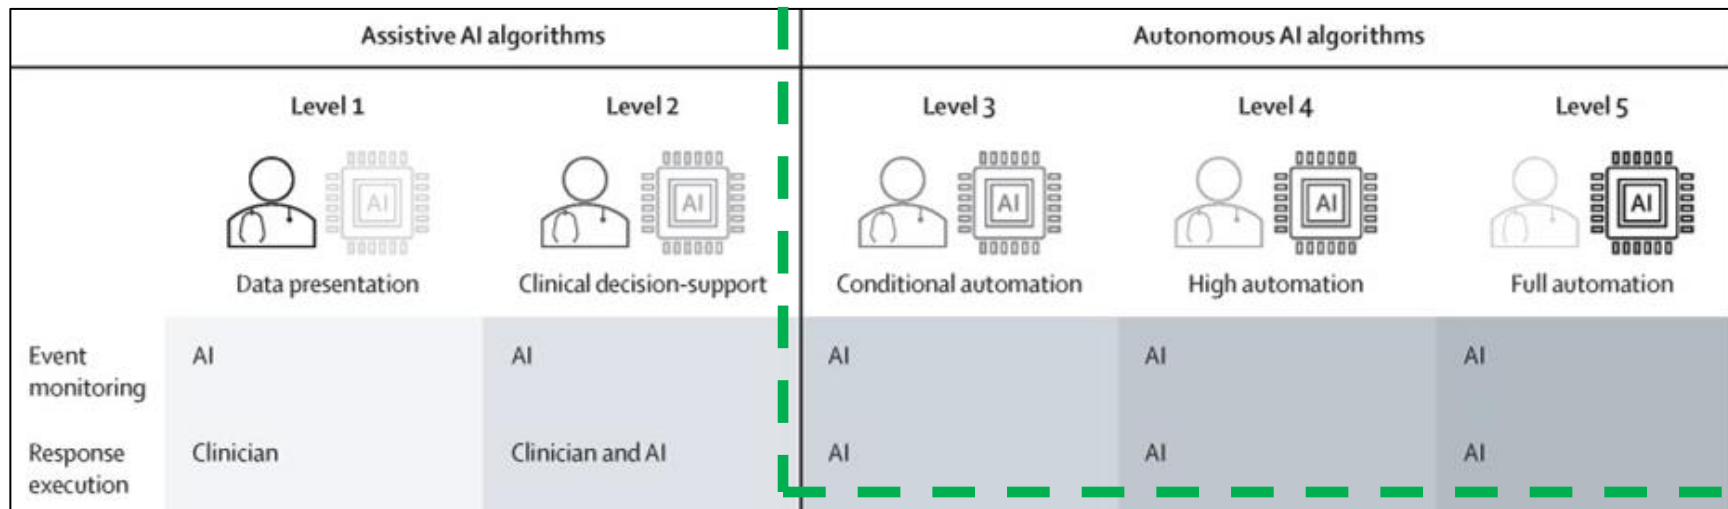 Assistive AI algorithms Autonomous AI algorithms
Level 1 Level 2 Level 3 Level 4 Level 5
AI AI AI AI AI
Data presentation Clinical decision-support Conditional automation High automation Full automation
Event monitoring AI AI AI AI AI
Response execution Clinician Clinician and AI AI AI AI